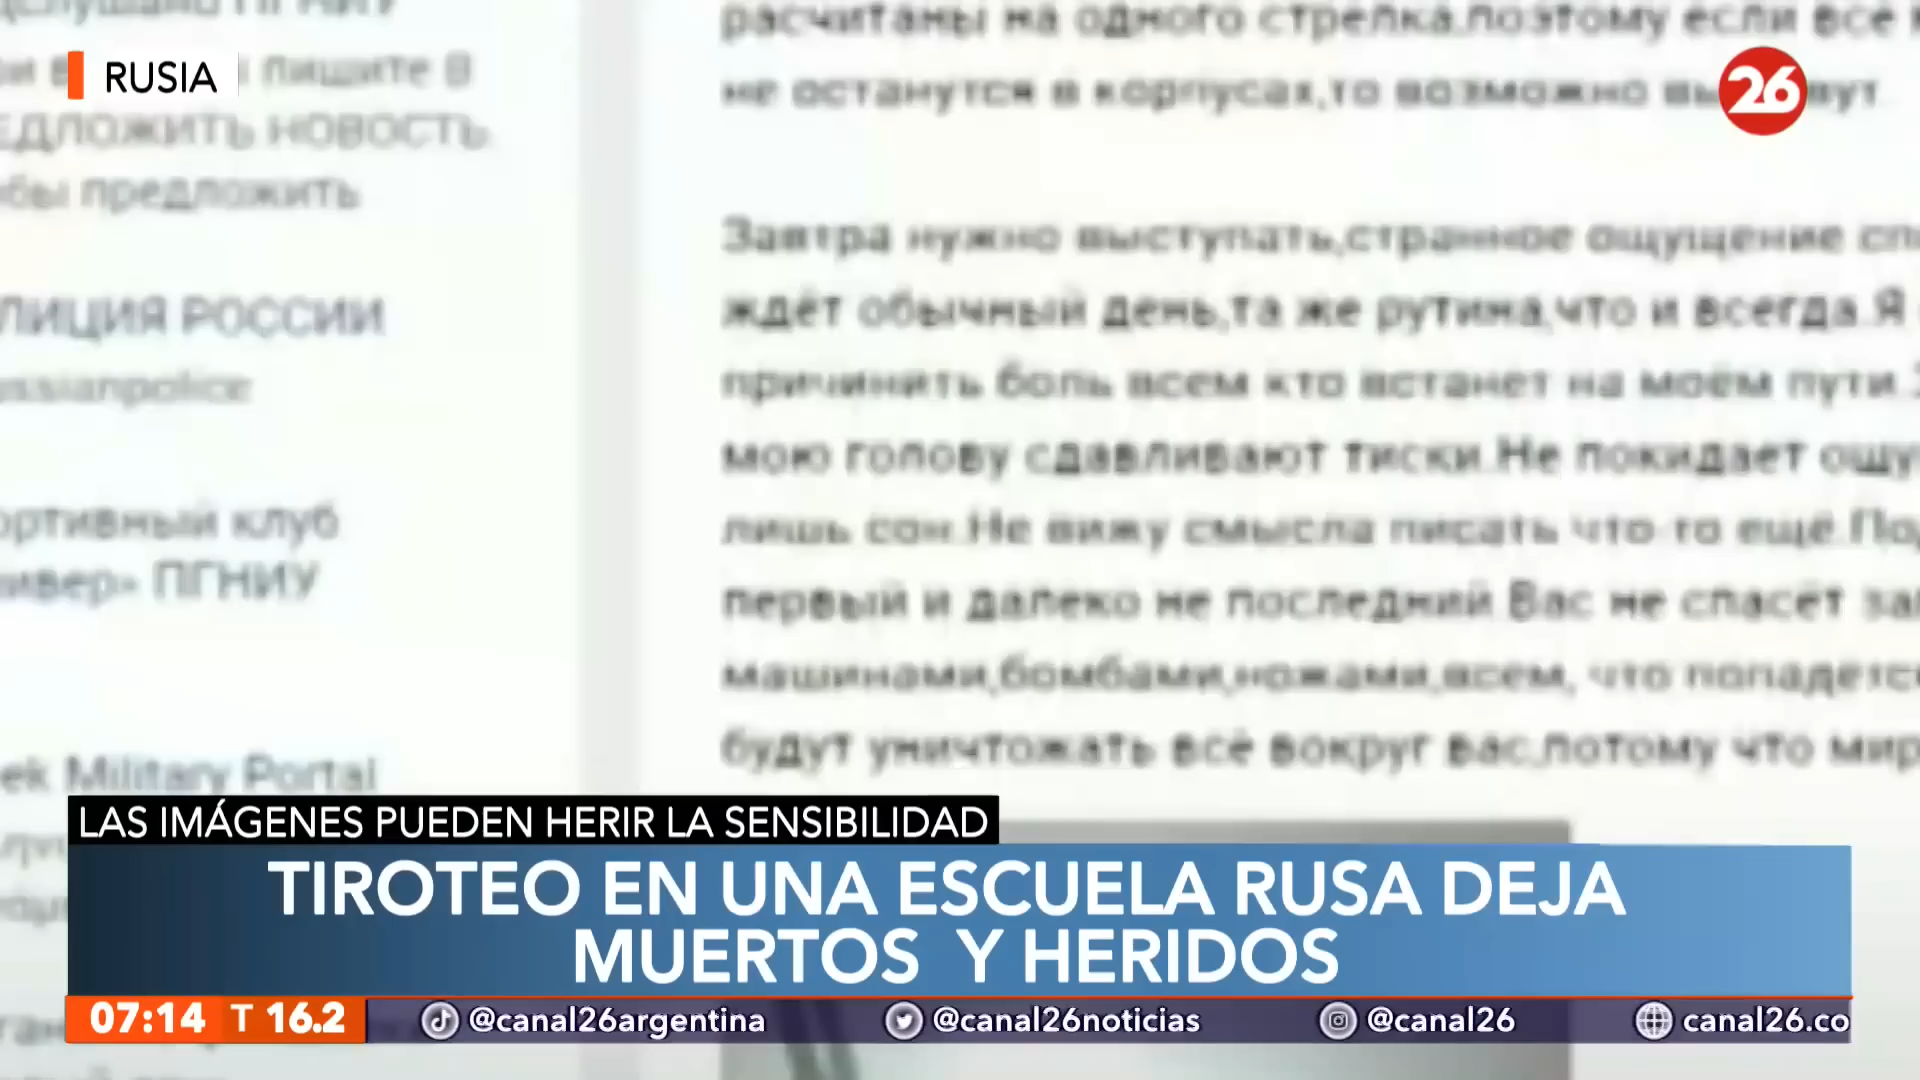 RUSIA
26
пишите в
ЕДЛОЖИТЬ НОВОСТЬ.
предложить
РОССИИ
ортивный клуб
ПГНИУ
Military Portal
расчитаны на одного стрелка,поэтому если все
не останутся в корпусах,то возможно
Завтра нужно выступать,странное ощущение
ждёт обычный день,та же рутина,что и всегда.Я
причинить боль всем кто встанет на моём пути.
мою голову сдавливают тиски.Не покидает
лишь сон.Не вижу смысла писать что-то ещё.
первый и далеко не последний.Вас не спасёт
машинами,бомбами,ножами,всем, что попадётся
будут уничтожать всё вокруг вас,потому что мир
LAS IMÁGENES PUEDEN HERIR LA SENSIBILIDAD
TIROTEO EN UNA ESCUELA RUSA DEJA
MUERTOS Y HERIDOS
07:14 T 16.2 @canal26argentina @canal26noticias @canal26 canal26.co